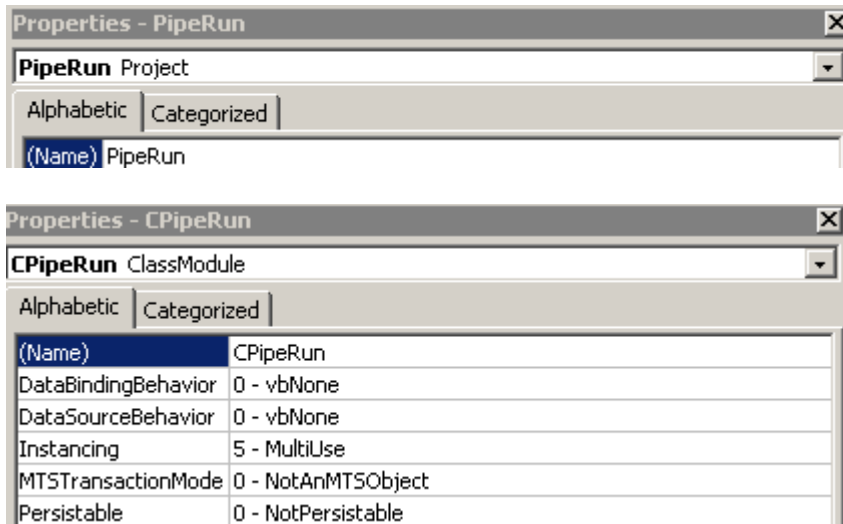 Properties - PipeRun
PipeRun Project
Alphabetic Categorized
(Name) PipeRun
Properties - CPipeRun
CPipeRun ClassModule
Alphabetic Categorized
(Name) CPipeRun
DataBindingBehavior 0 - vbNone
DataSourceBehavior 0 - vbNone
Instancing 5 - MultiUse
MTSTransactionMode 0 - NotAnMTSObject
Persistable 0 - NotPersistable